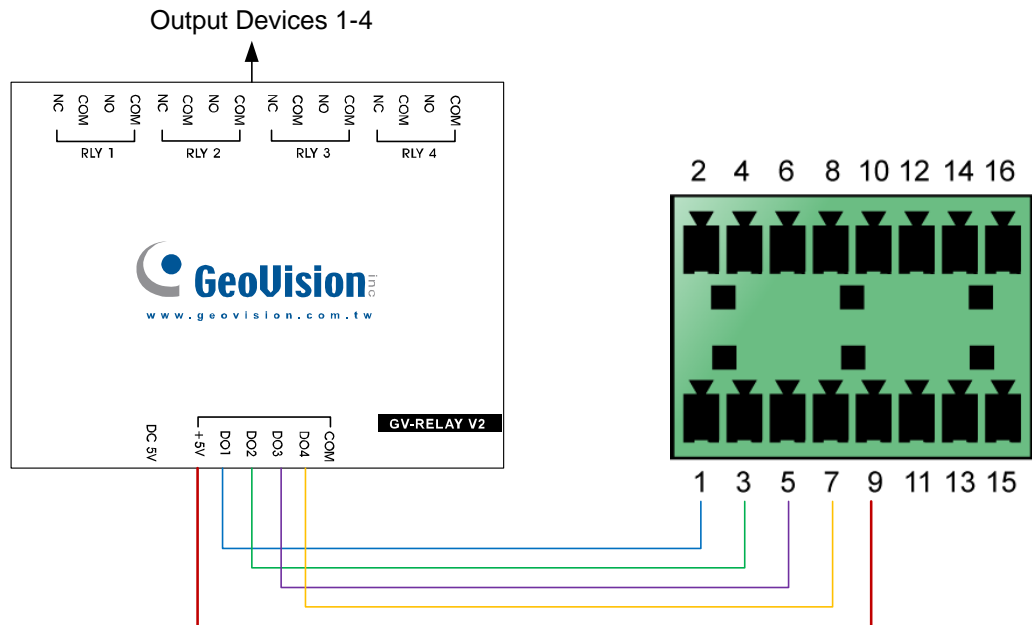 Output Devices 1-4
NC COM NO COM NC COM NO COM NC COM NO COM NC COM NO COM
RLY 1 RLY 2 RLY 3 RLY 4
GeoVision inc
www.geovision.com.tw
GV-RELAY V2
DC 5V +5V DO1 DO2 DO3 DO4 COM
2 4 6 8 10 12 14 16
1 3 5 7 9 11 13 15